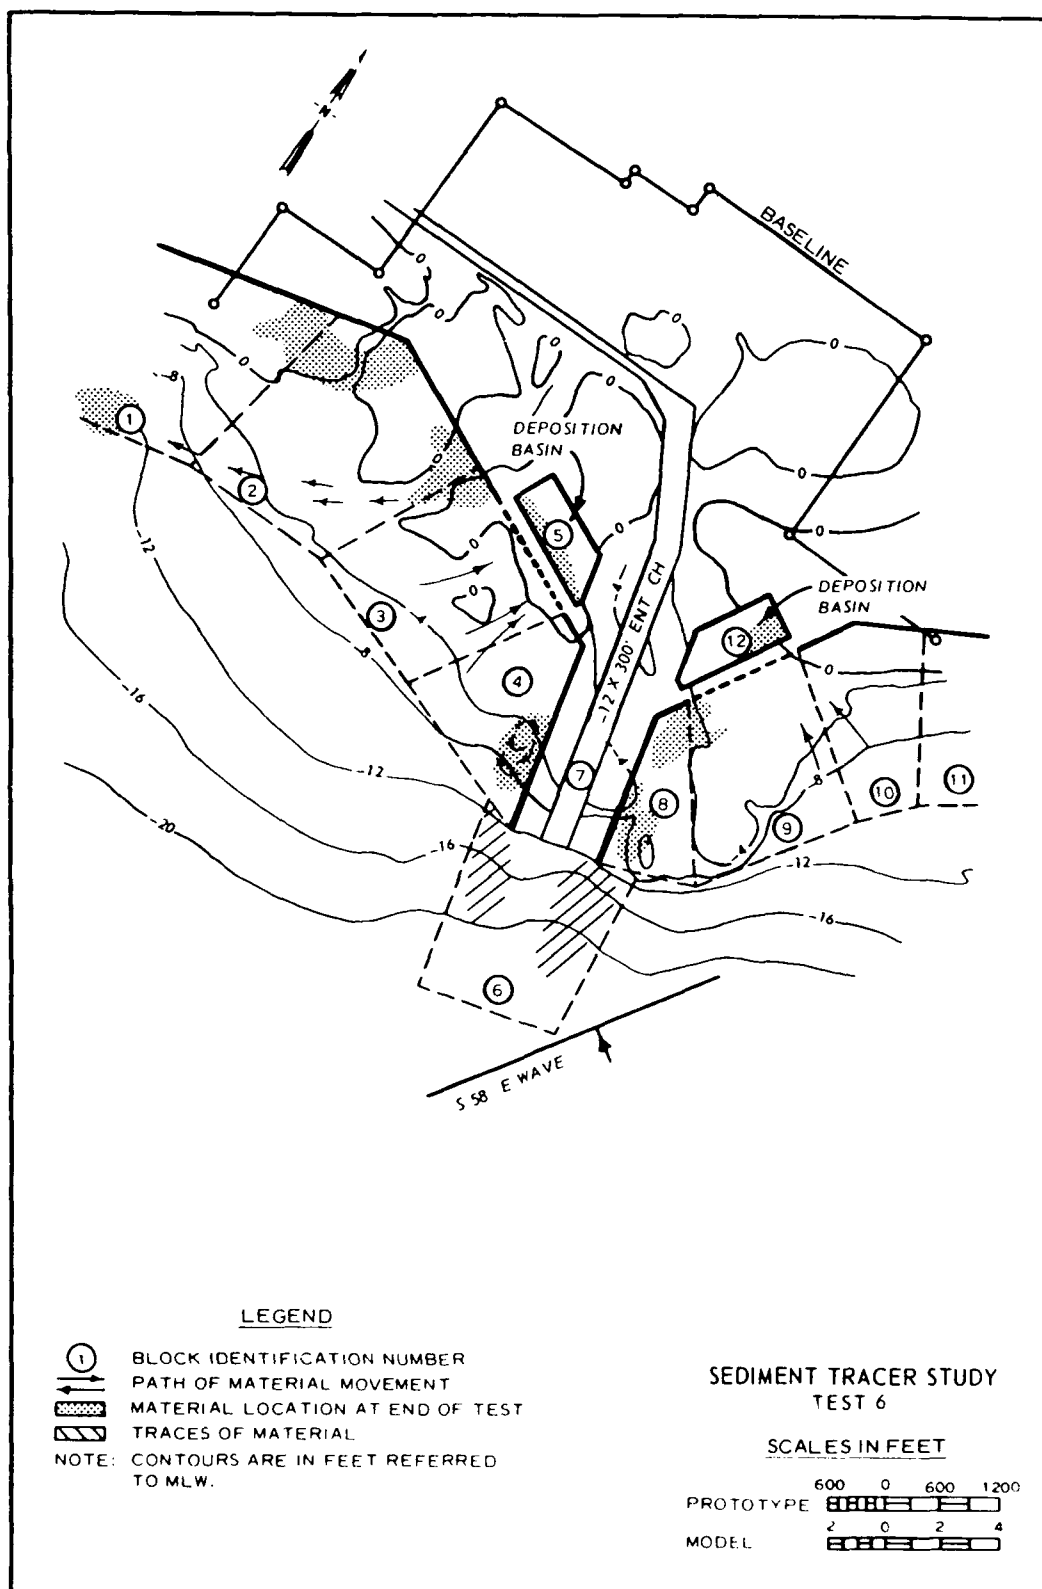 N
BASELINE
0
0
0
0
0
0
0
-8
1
DEPOSITION
BASIN
0
0
2
0
5
0
0
-12
-4
DEPOSITION
BASIN
3
12
-8
4
0
0
-12 X 300' ENT CH
-16
-12
7
8
-8
10
11
9
-20
-16
-12
-16
6
S 58 E WAVE
LEGEND
1 BLOCK IDENTIFICATION NUMBER
PATH OF MATERIAL MOVEMENT
MATERIAL LOCATION AT END OF TEST
TRACES OF MATERIAL
NOTE: CONTOURS ARE IN FEET REFERRED
TO MLW.
SEDIMENT TRACER STUDY
TEST 6
SCALES IN FEET
600 0 600 1200
PROTOTYPE
2 0 2 4
MODEL